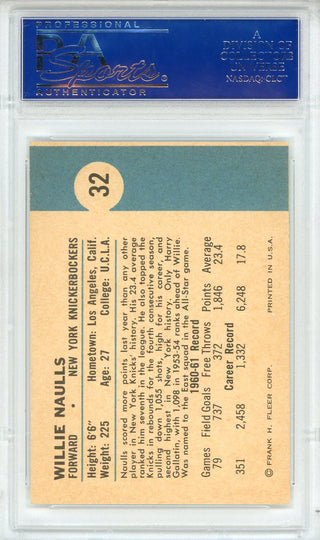 PROFESSIONAL
PSA
Sports
AUTHENTICATOR
A
DIVISION OF
COLLECTORS
UNIVERSE
NASDAQ: CLCT
32
WILLIE NAULLS
FORWARD • NEW YORK KNICKERBOCKERS
Height: 6'6" Hometown: Los Angeles, Calif.
Weight: 225 Age: 27 College: U.C.L.A.
Naulls scored more points last year than any other
player in New York Knicks' history. His 23.4 average
ranked him seventh in the league. He also topped the
Knicks in rebounds for the fourth consecutive season,
pulling down 1,055 shots, high for his career, and
second highest in New York history. Only Harry
Gallatin, with 1,098 in 1953-54 ranks ahead of Willie.
Was named to the East squad in the All-Star game.
1960-61 Record
Games Field Goals Free Throws Points Average
79 737 372 1,846 23.4
Career Record
351 2,458 1,332 6,248 17.8
© FRANK H. FLEER CORP. PRINTED IN U.S.A.